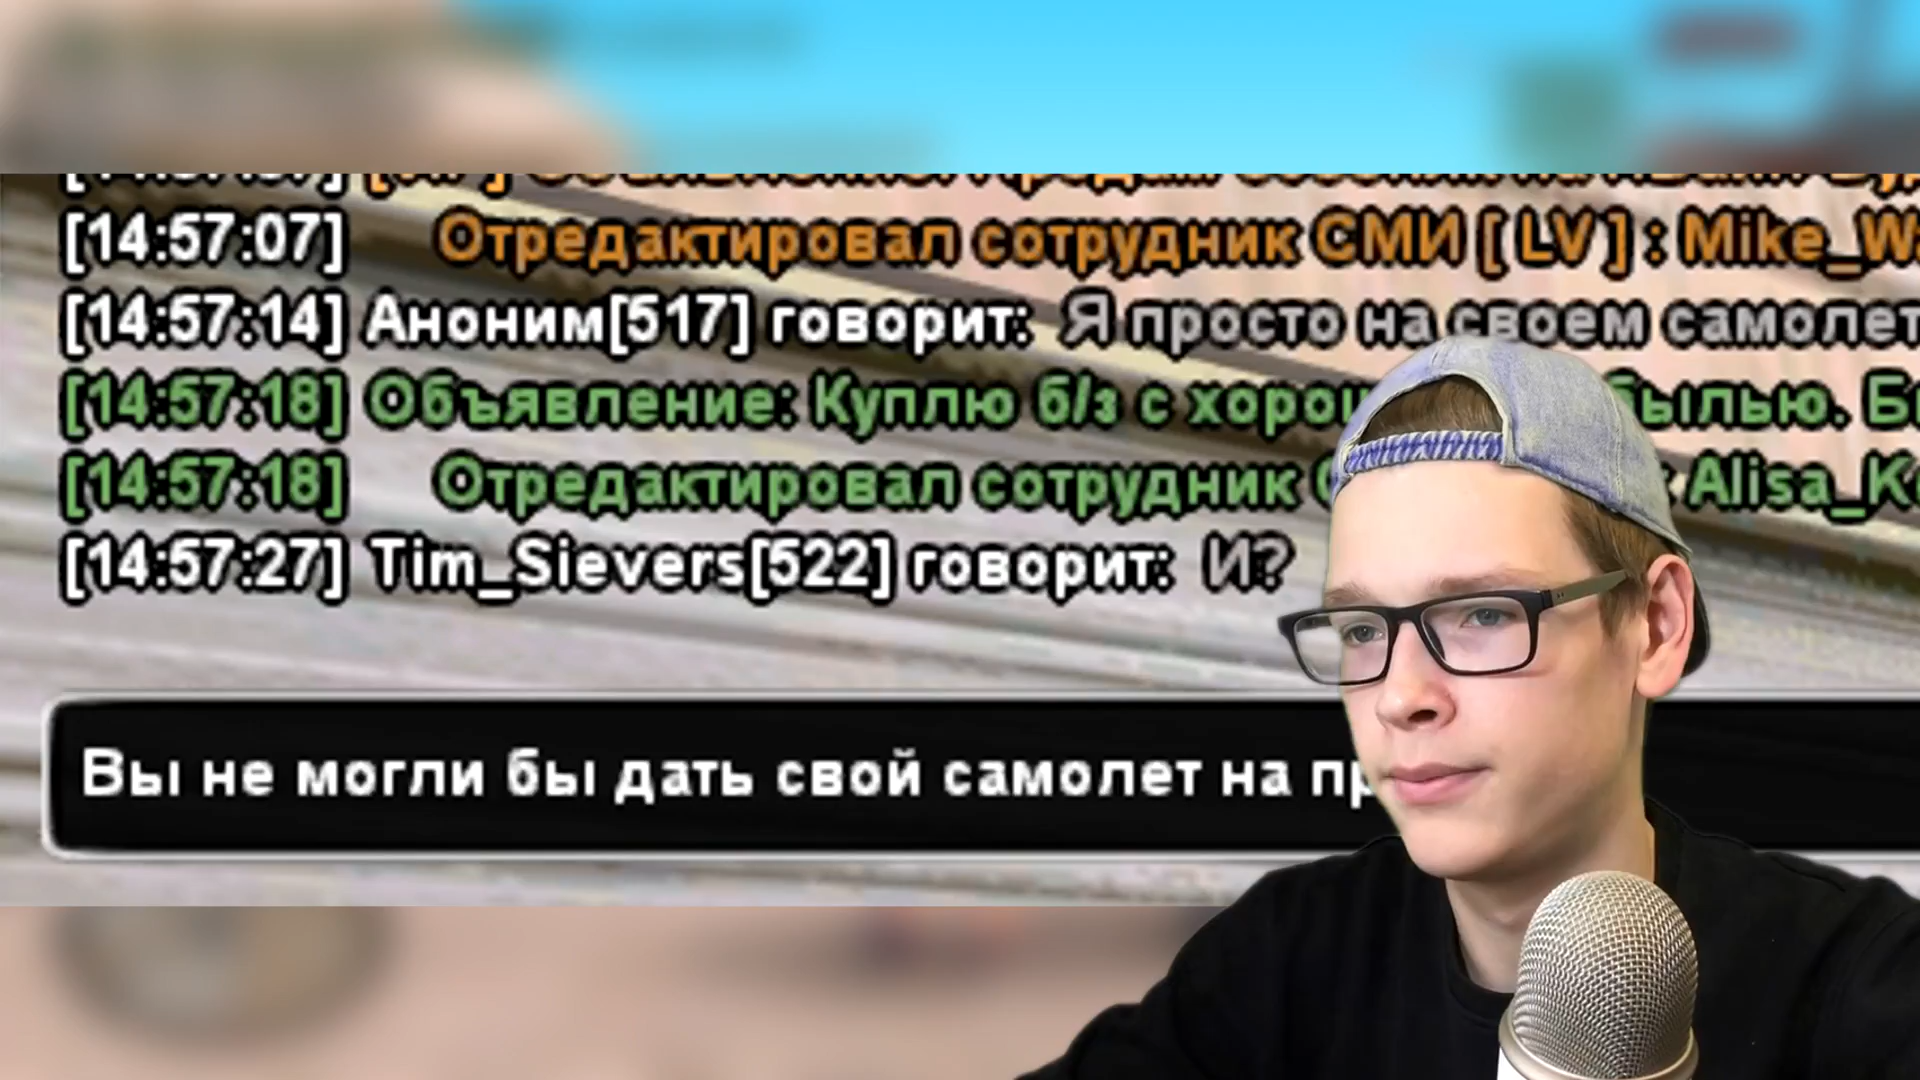 [14:57:07] Отредактировал сотрудник СМИ [ LV ] : Mike_W
[14:57:14] Аноним[517] говорит: Я просто на своем самолет
[14:57:18] Объявление: Куплю б/з с хорош былью. Б
[14:57:18] Отредактировал сотрудник : Alisa_K
[14:57:27] Tim_Sievers[522] говорит: И?
Вы не могли бы дать свой самолет на пр